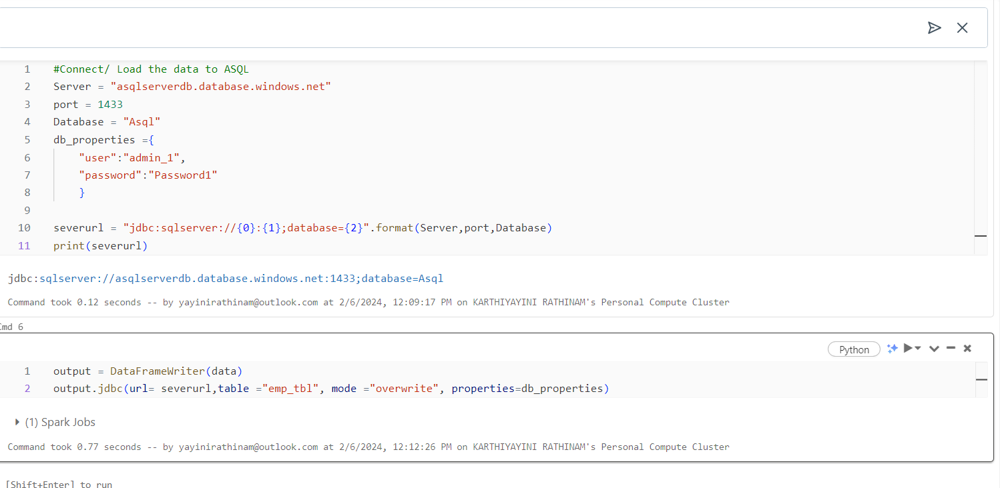 1 #Connect/ Load the data to ASQL
2 Server = "asqlserverdb.database.windows.net"
3 port = 1433
4 Database = "Asql"
5 db_properties ={
6 "user":"admin_1",
7 "password":"Password1"
8 }
9
10 severurl = "jdbc:sqlserver://{0}:{1};database={2}".format(Server,port,Database)
11 print(severurl)
jdbc:sqlserver://asqlserverdb.database.windows.net:1433;database=Asql
Command took 0.12 seconds -- by yayinirathinam@outlook.com at 2/6/2024, 12:09:17 PM on KARTHIYAYINI RATHINAM's Personal Compute Cluster
Cmd 6
Python
1 output = DataFrameWriter(data)
2 output.jdbc(url= severurl,table ="emp_tbl", mode ="overwrite", properties=db_properties)
(1) Spark Jobs
Command took 0.77 seconds -- by yayinirathinam@outlook.com at 2/6/2024, 12:12:26 PM on KARTHIYAYINI RATHINAM's Personal Compute Cluster
[Shift+Enter] to run